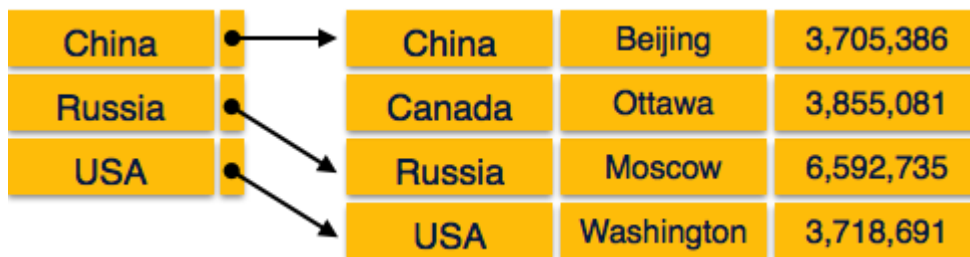 China China Beijing 3,705,386
Russia Canada Ottawa 3,855,081
USA Russia Moscow 6,592,735
USA Washington 3,718,691